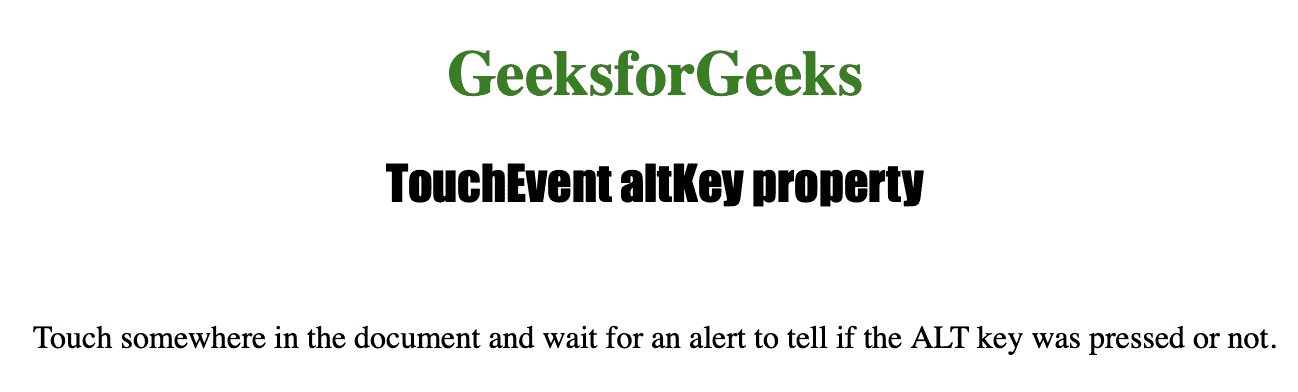 GeeksforGeeks
TouchEvent altKey property
Touch somewhere in the document and wait for an alert to tell if the ALT key was pressed or not.